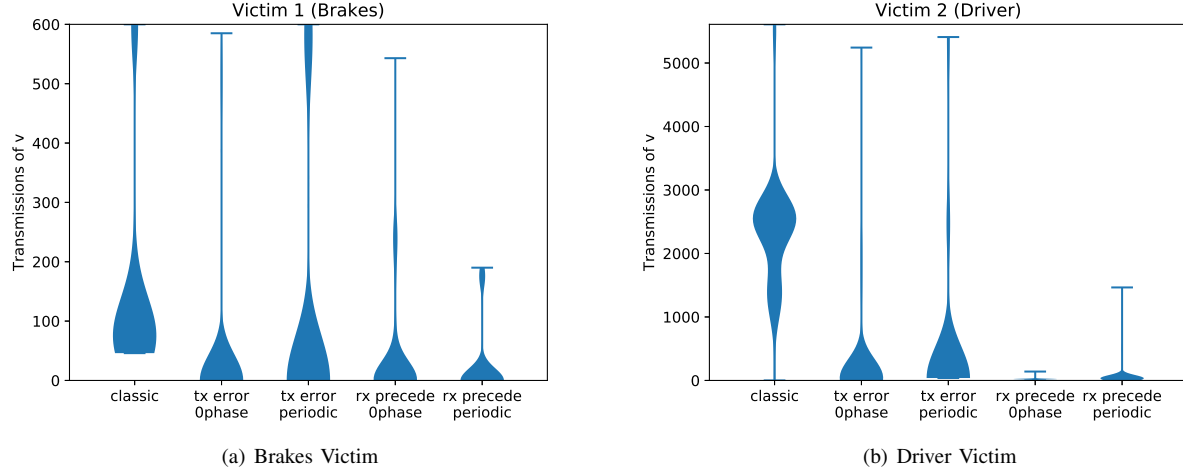 Victim 1 (Brakes)
Transmissions of v
600
500
400
300
200
100
0
classic
tx error
0phase
tx error
periodic
rx precede
0phase
rx precede
periodic
(a) Brakes Victim
Victim 2 (Driver)
Transmissions of v
5000
4000
3000
2000
1000
0
classic
tx error
0phase
tx error
periodic
rx precede
0phase
rx precede
periodic
(b) Driver Victim